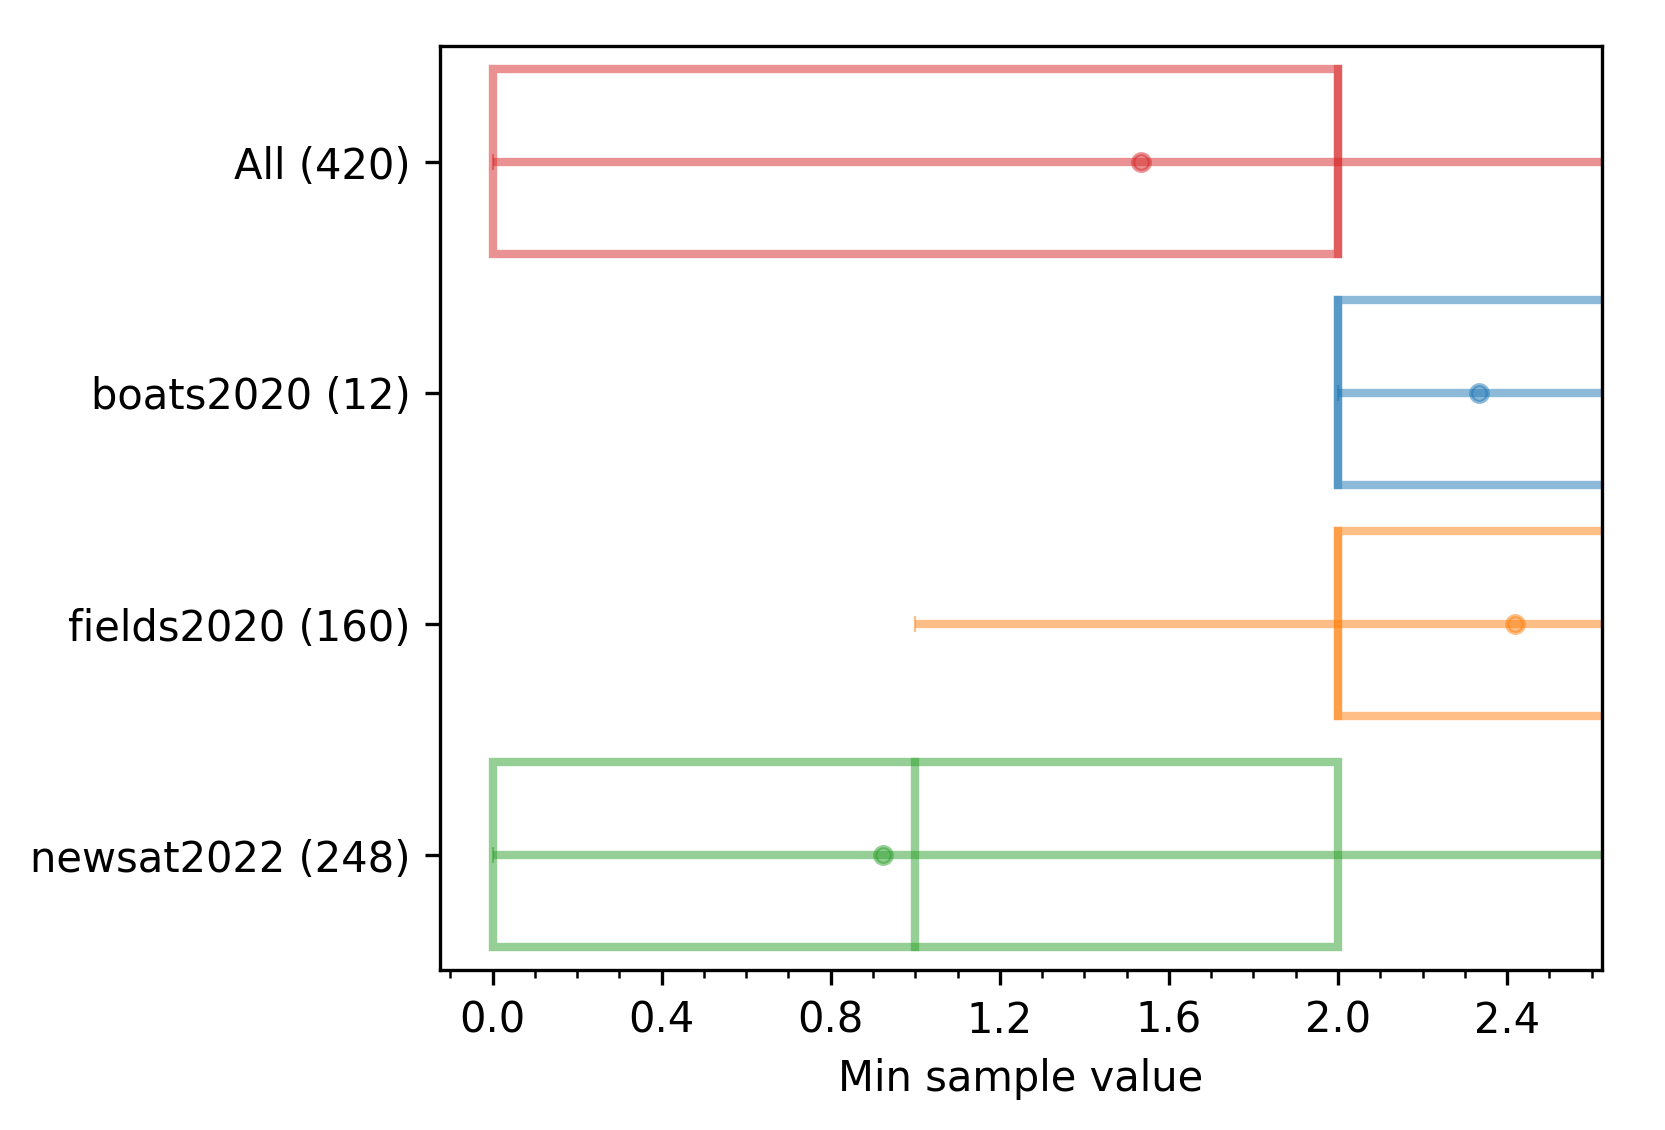 All (420)
boats2020 (12)
fields2020 (160)
newsat2022 (248)
0.0 0.4 0.8 1.2 1.6 2.0 2.4
Min sample value